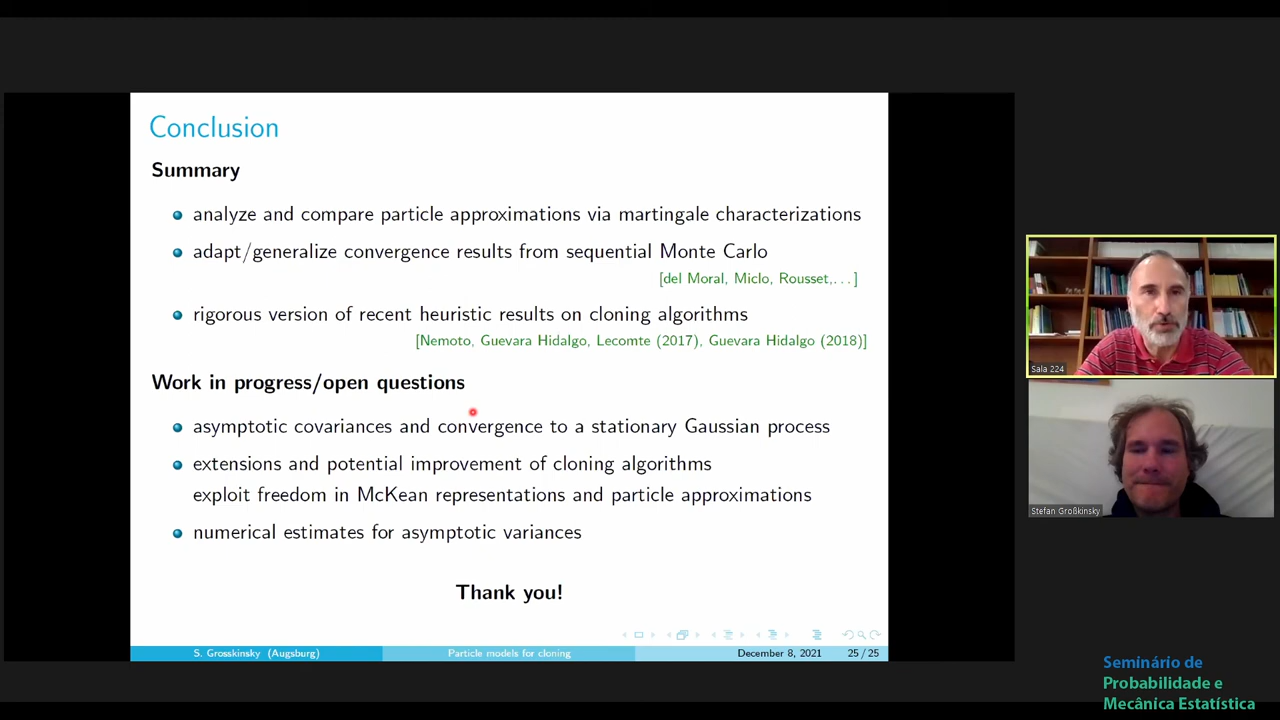 Conclusion
Summary
analyze and compare particle approximations via martingale characterizations
adapt/generalize convergence results from sequential Monte Carlo
[del Moral, Miclo, Rousset,. . . ]
rigorous version of recent heuristic results on cloning algorithms
[Nemoto, Guevara Hidalgo, Lecomte (2017), Guevara Hidalgo (2018)]
Work in progress/open questions
asymptotic covariances and convergence to a stationary Gaussian process
extensions and potential improvement of cloning algorithms
exploit freedom in McKean representations and particle approximations
numerical estimates for asymptotic variances
Thank you!
S. Grosskinsky (Augsburg)
Particle models for cloning
December 8, 2021
25 / 25
Sala 224
Stefan Großkinsky
Seminário de
Probabilidade e
Mecânica Estatística